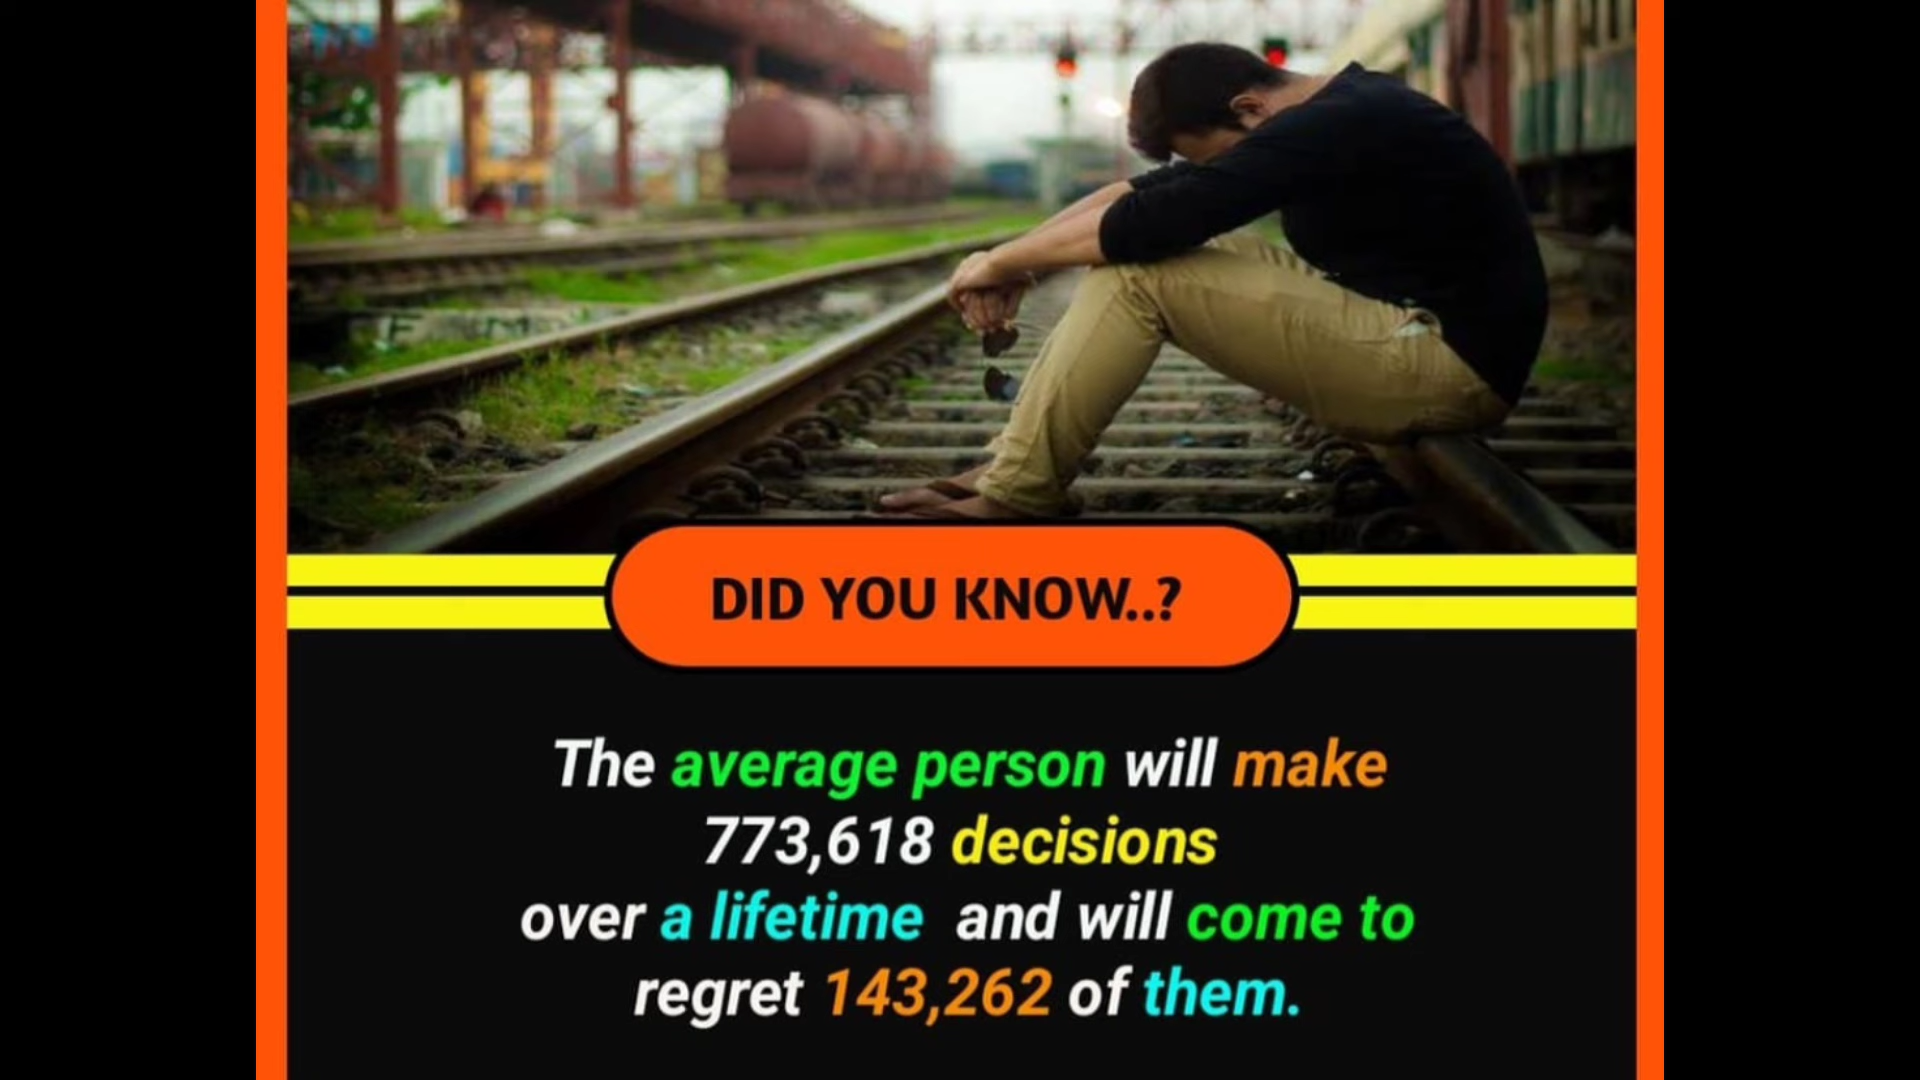 DID YOU KNOW..?
The average person will make
773,618 decisions
over a lifetime and will come to
regret 143,262 of them.